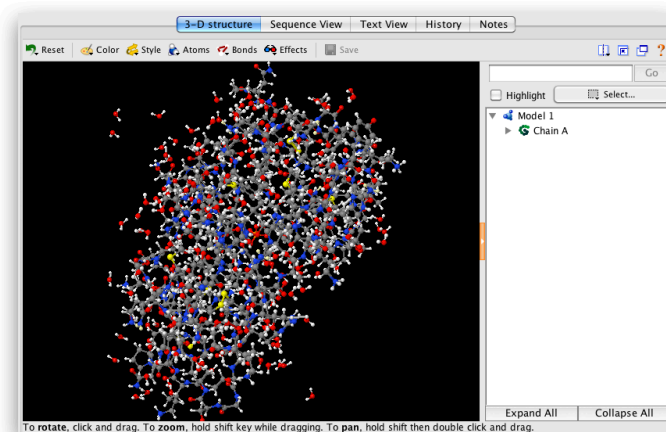 3-D structure Sequence View Text View History Notes
Reset Color Style Atoms Bonds Effects Save ?
Go
Highlight Select...
Model 1
Chain A
Expand All Collapse All
To rotate, click and drag. To zoom, hold shift key while dragging. To pan, hold shift then double click and drag.